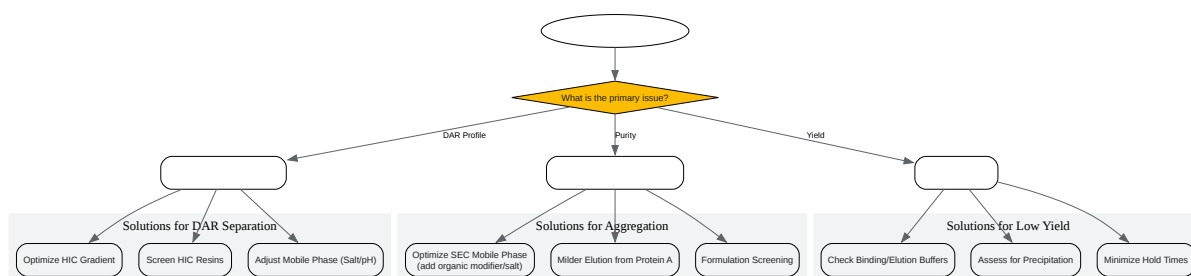 What is the primary issue?
DAR Profile
Purity
Yield
Solutions for DAR Separation
Solutions for Aggregation
Solutions for Low Yield
Optimize HIC Gradient
Screen HIC Resins
Adjust Mobile Phase (Salt/pH)
Optimize SEC Mobile Phase
(add organic modifier/salt)
Milder Elution from Protein A
Formulation Screening
Check Binding/Elution Buffers
Assess for Precipitation
Minimize Hold Times